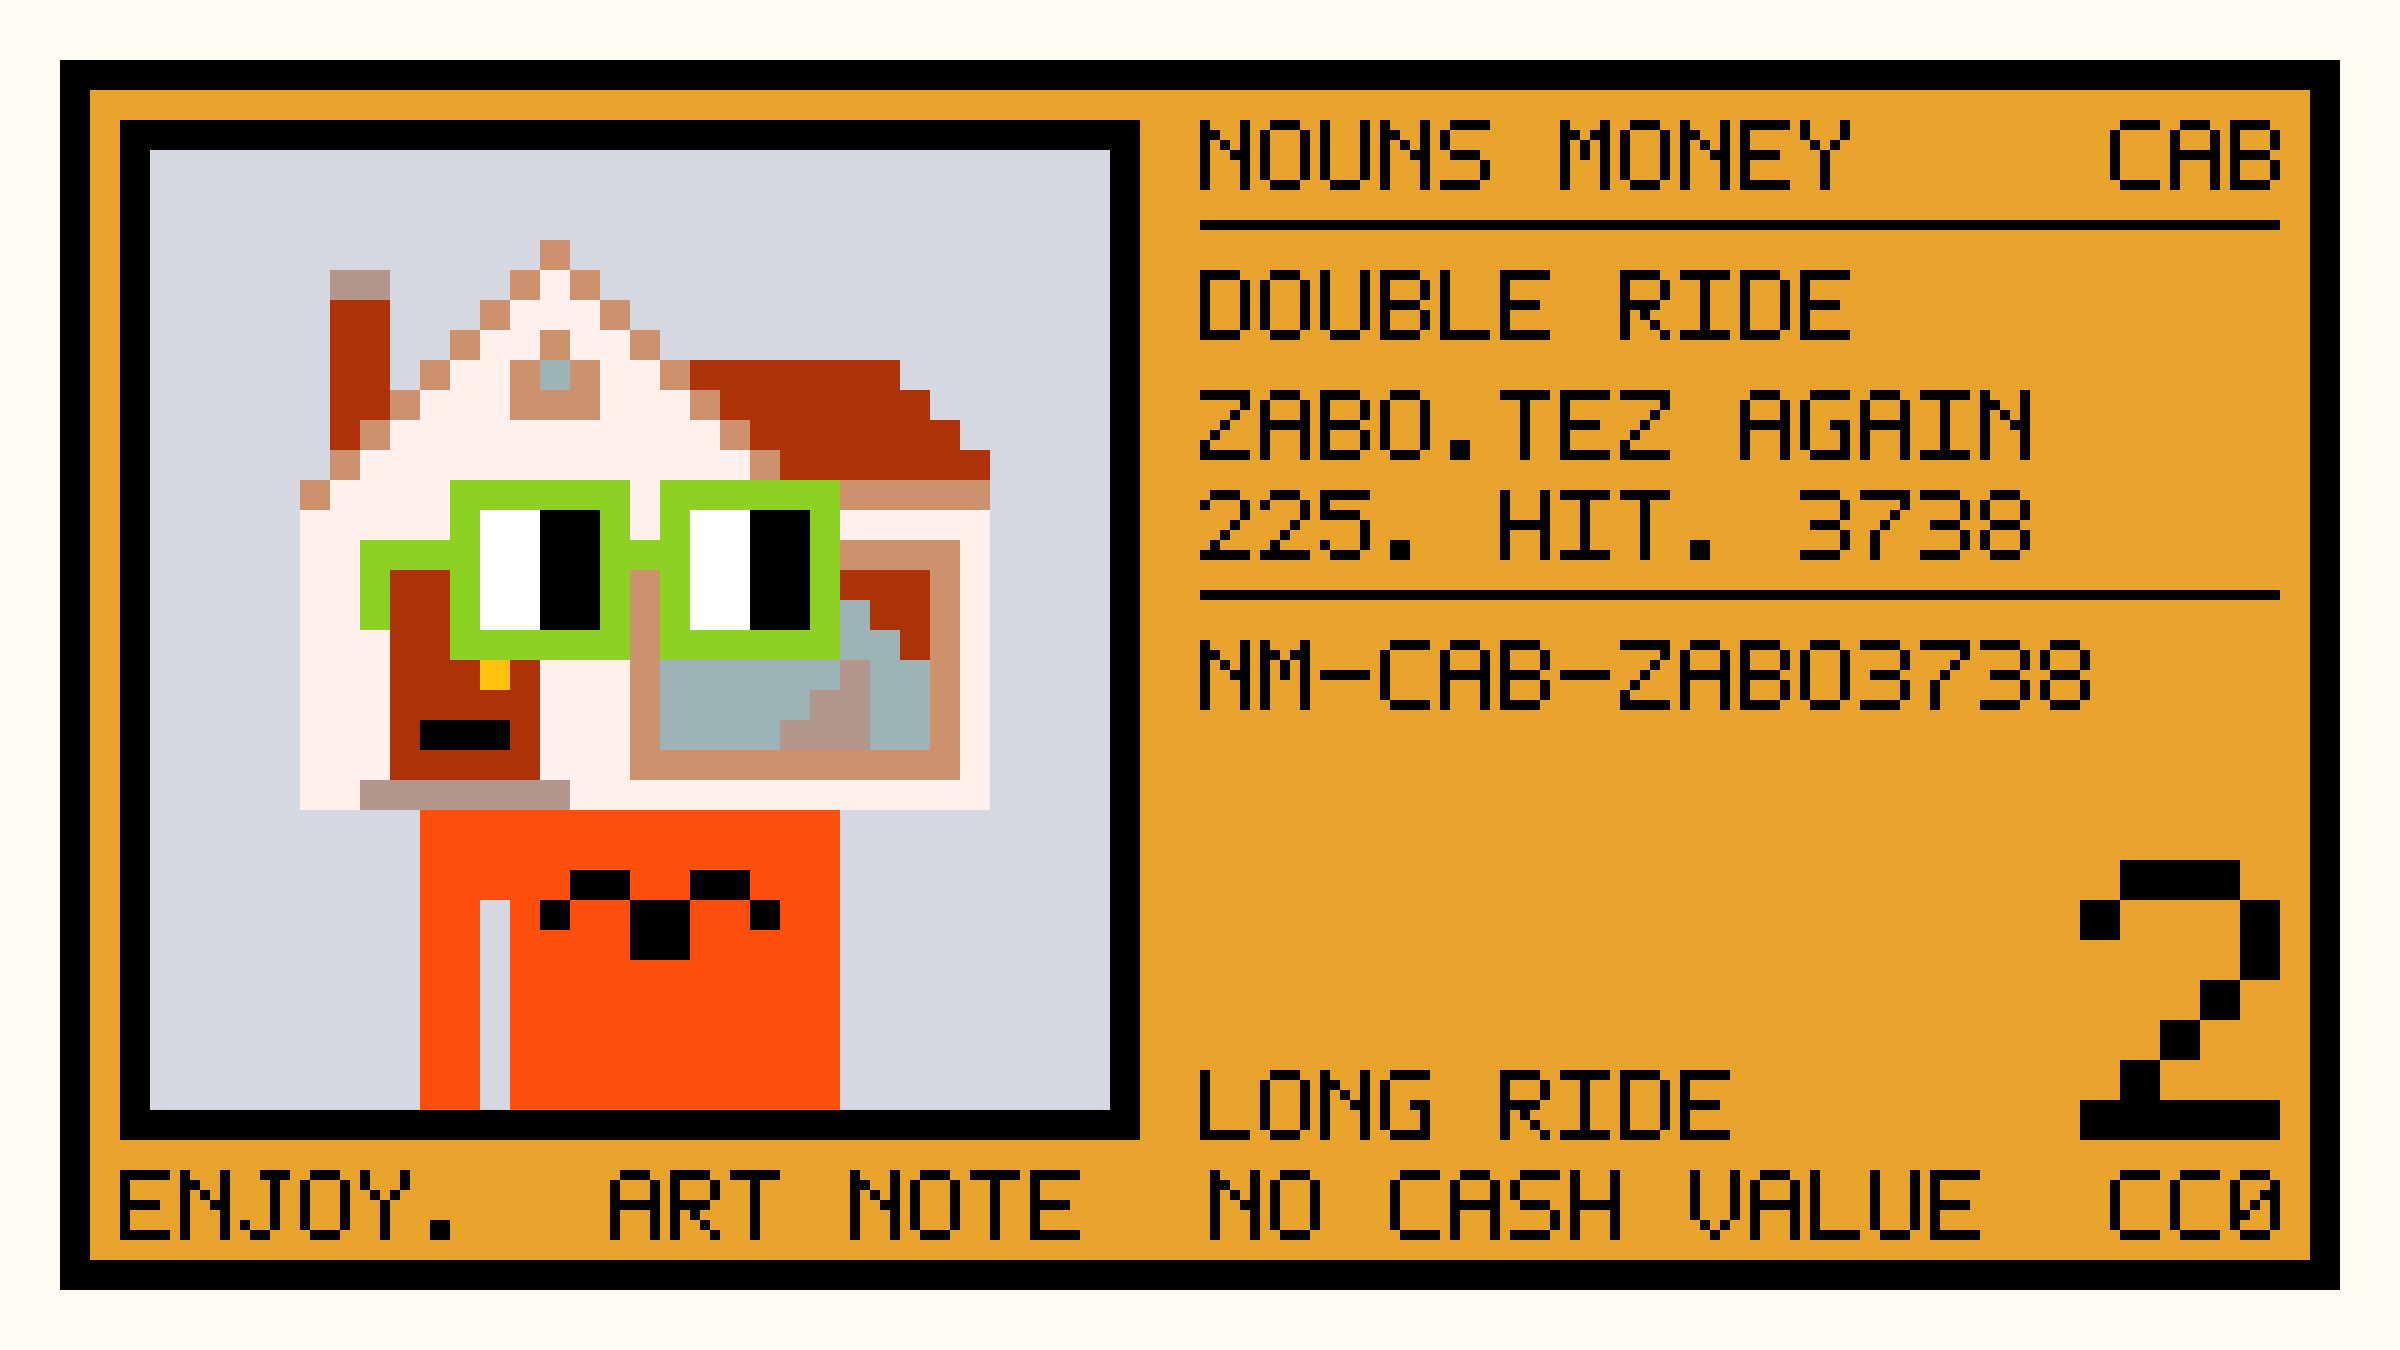 NOUNS MONEY CAB
DOUBLE RIDE
ZABO.TEZ AGAIN
225. HIT. 3738
NM-CAB-ZABO3738
2
LONG RIDE
ENJOY. ART NOTE NO CASH VALUE CC0